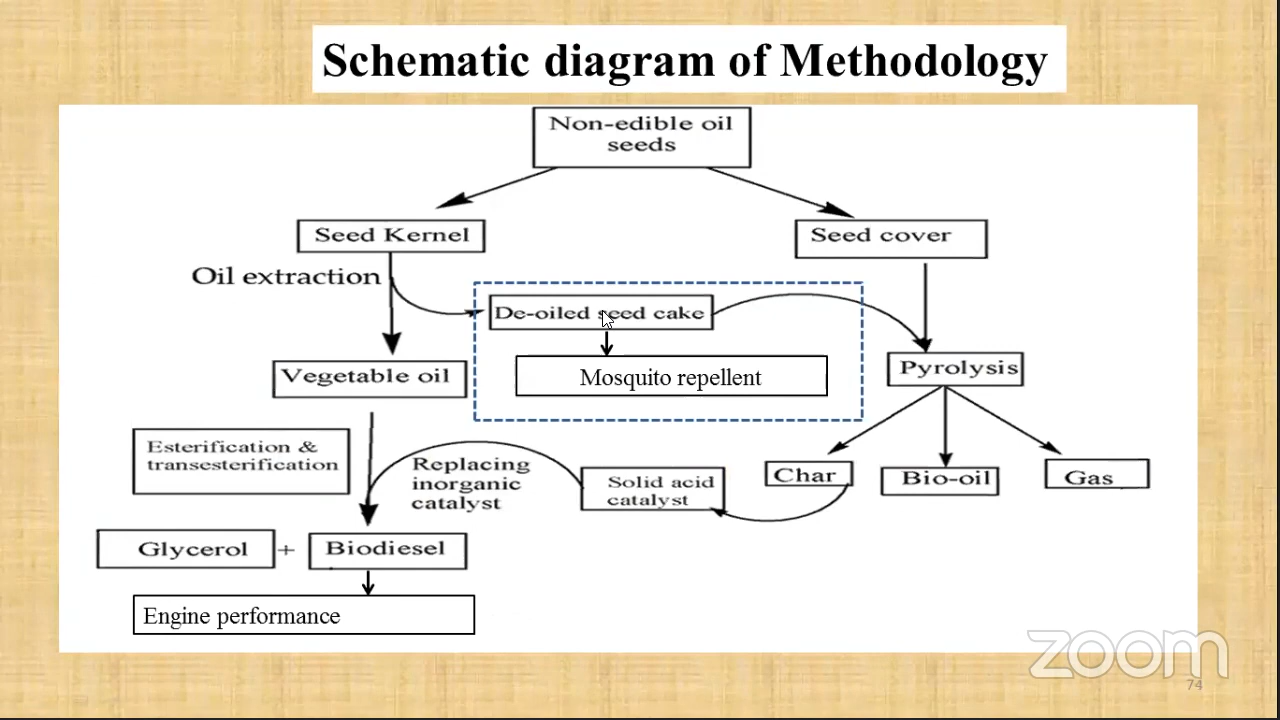 Schematic diagram of Methodology
Non-edible oil
seeds
Seed Kernel
Seed cover
Oil extraction
De-oiled seed cake
Mosquito repellent
Vegetable oil
Pyrolysis
Esterification &
transesterification
Replacing
inorganic
catalyst
Solid acid
catalyst
Char
Bio-oil
Gas
Glycerol + Biodiesel
Engine performance
zoom
74